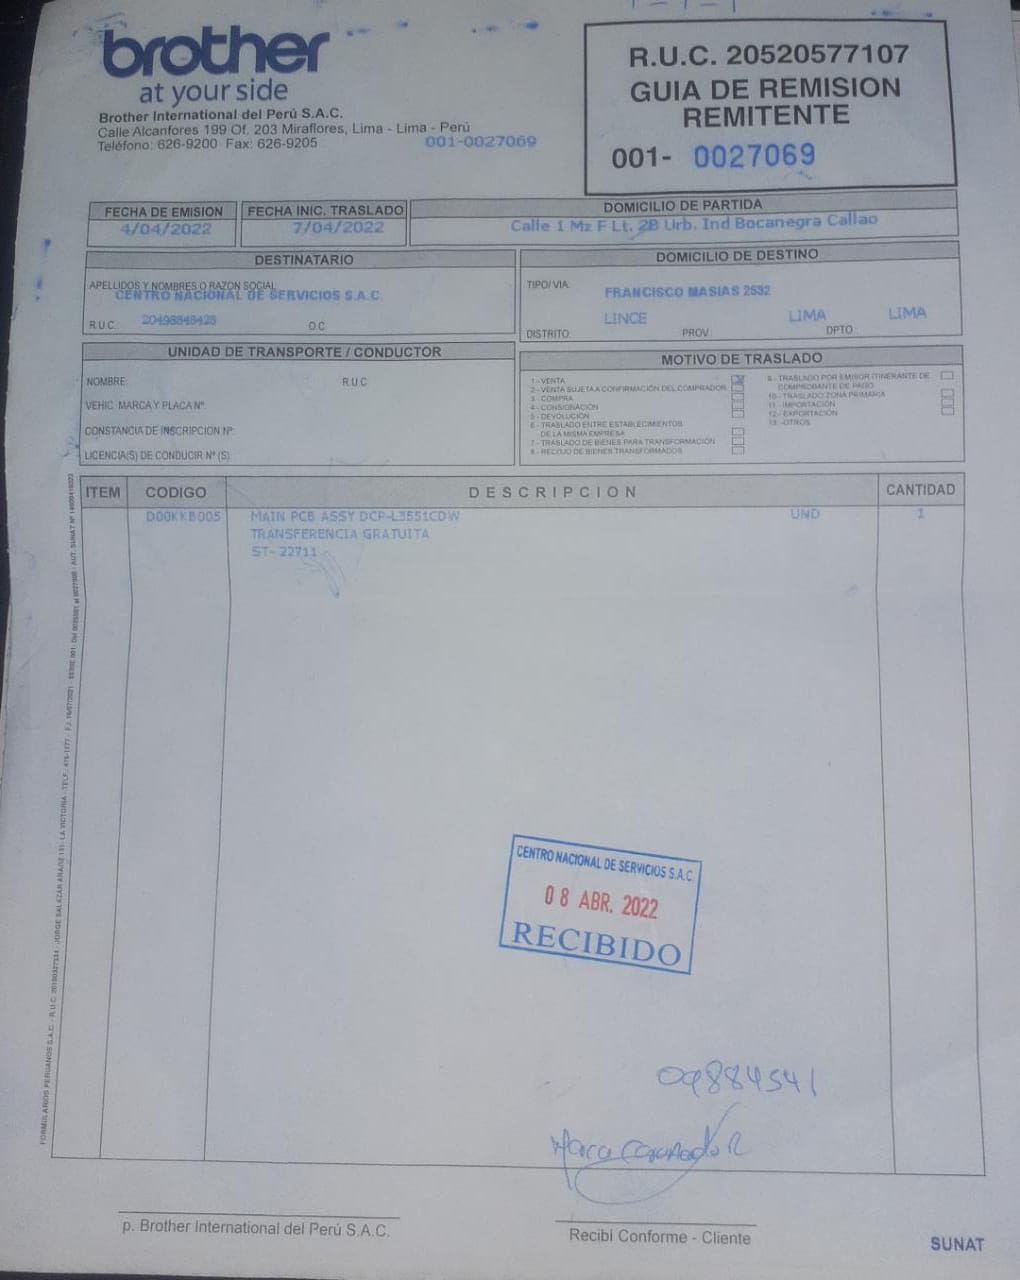 brother
at your side
Brother International del Perú S.A.C.
Calle Alcanfores 199 Of. 203 Miraflores, Lima - Lima - Perú
Teléfono: 626-9200 Fax: 626-9205
001-0027069
R.U.C. 20520577107
GUIA DE REMISION
REMITENTE
001- 0027069
FECHA DE EMISION
4/04/2022
FECHA INIC. TRASLADO
7/04/2022
DOMICILIO DE PARTIDA
Calle 1 Mz F Lt. 2B Urb. Ind Bocanegra Callao
DESTINATARIO
APELLIDOS Y NOMBRES O RAZON SOCIAL
CENTRO NACIONAL DE SERVICIOS S.A.C.
R.U.C. 20498848428
O.C.
DOMICILIO DE DESTINO
TIPO/VIA: FRANCISCO MASIAS 2532
LINCE LIMA LIMA
DISTRITO: PROV. DPTO.
UNIDAD DE TRANSPORTE / CONDUCTOR
NOMBRE: R.U.C
VEHIC. MARCA Y PLACA Nº:
CONSTANCIA DE INSCRIPCION Nº:
LICENCIA(S) DE CONDUCIR Nº (S):
MOTIVO DE TRASLADO
1 - VENTA
2 - VENTA SUJETA A CONFIRMACIÓN DEL COMPRADOR
3 - COMPRA
4 - CONSIGNACIÓN
5 - DEVOLUCIÓN
6 - TRASLADO ENTRE ESTABLECIMIENTOS
DE LA MISMA EMPRESA
7 - TRASLADO DE BIENES PARA TRANSFORMACIÓN
8 - RECOJO DE BIENES TRANSFORMADOS
9 - TRASLADO POR EMISOR ITINERANTE DE
COMPROBANTE DE PAGO
10 - TRASLADO ZONA PRIMARIA
11 - IMPORTACIÓN
12 - EXPORTACIÓN
13 - OTROS
ITEM CODIGO DESCRIPCION CANTIDAD
D00KKB005 MAIN PCB ASSY DCP-L3551CDW UND 1
TRANSFERENCIA GRATUITA
ST- 22711
CENTRO NACIONAL DE SERVICIOS S.A.C.
08 ABR. 2022
RECIBIDO
09884541
p. Brother International del Perú S.A.C.
Recibí Conforme - Cliente
SUNAT